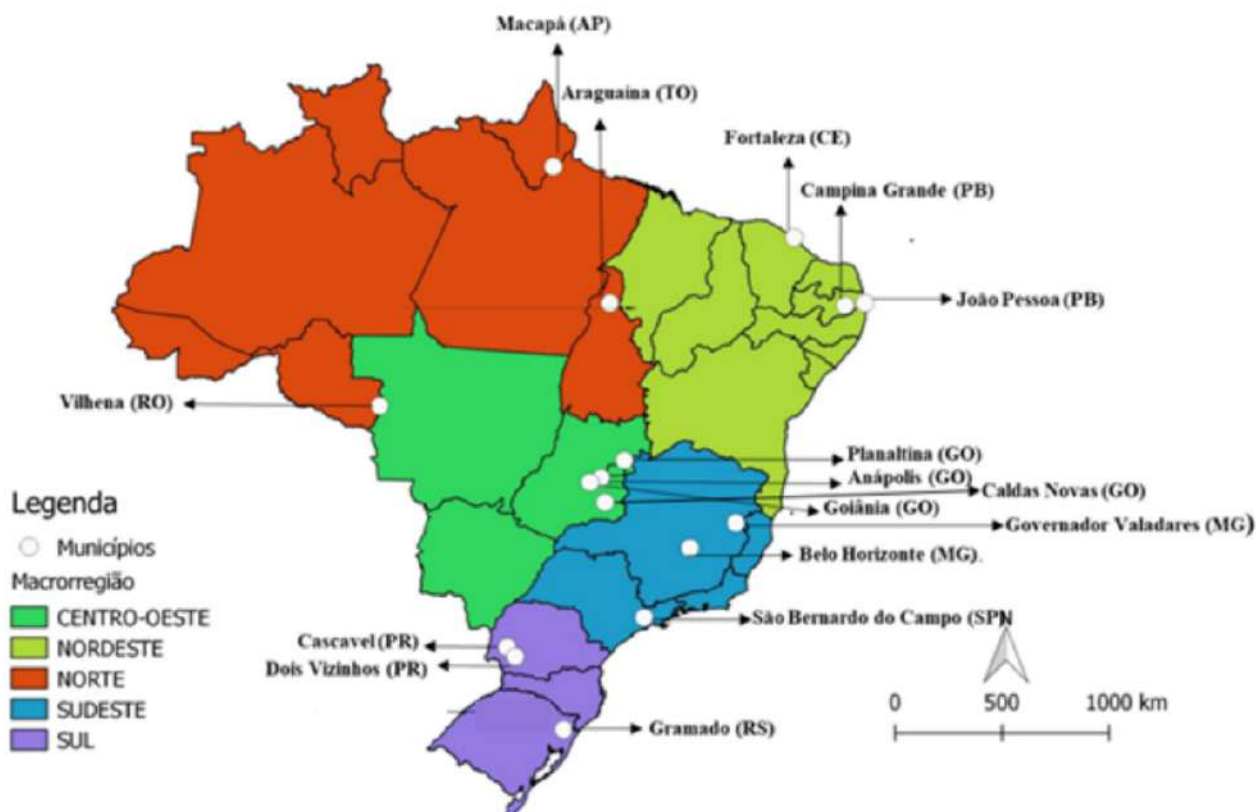 Macapá (AP)
Araguaína (TO)
Fortaleza (CE)
Campina Grande (PB)
João Pessoa (PB)
Vilhena (RO)
Planaltina (GO)
Anápolis (GO)
Caldas Novas (GO)
Goiânia (GO)
Governador Valadares (MG)
Belo Horizonte (MG).
São Bernardo do Campo (SPN
Cascavel (PR)
Dois Vizinhos (PR)
Gramado (RS)
Legenda
Municípios
Macrorregião
CENTRO-OESTE
NORDESTE
NORTE
SUDESTE
SUL
0 500 1000 km